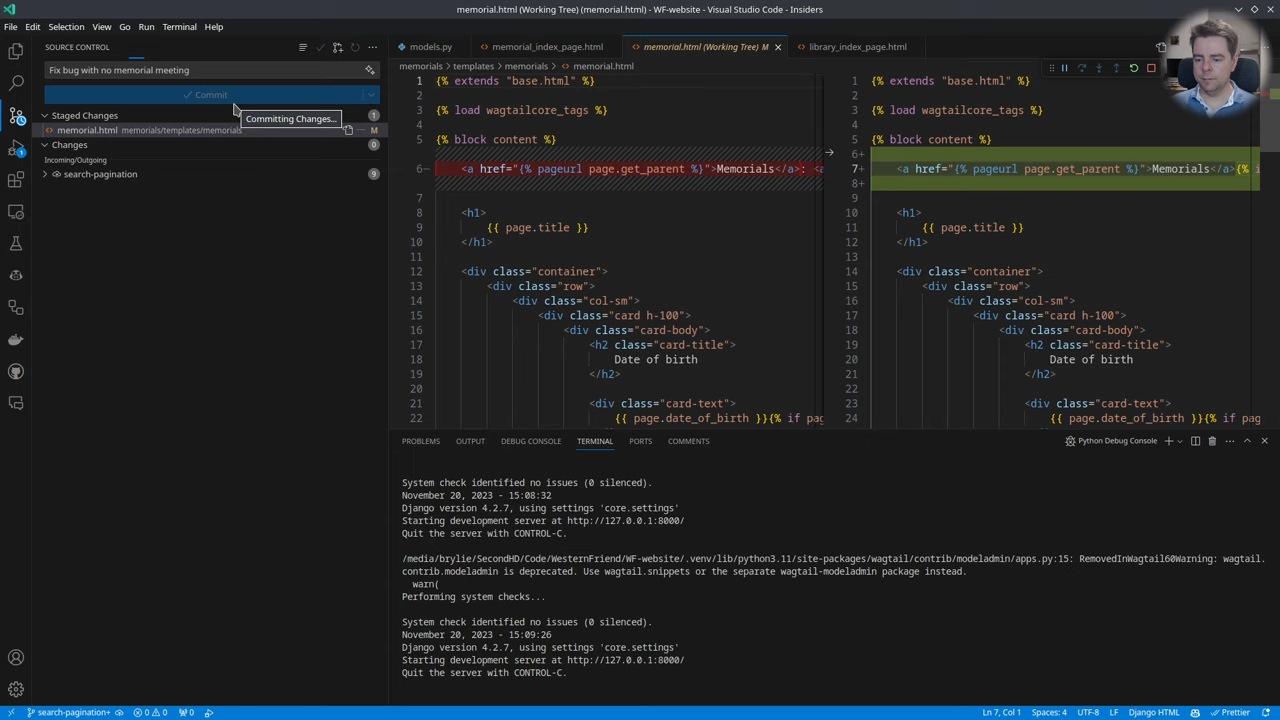 memorial.html (Working Tree) (memorial.html) - WF-website - Visual Studio Code - Insiders
File Edit Selection View Go Run Terminal Help
SOURCE CONTROL
Fix bug with no memorial meeting
Commit
Committing Changes...
Staged Changes 1
memorial.html memorials/templates/memorials M
Changes 0
Incoming/Outgoing
search-pagination 9
models.py memorial_index_page.html memorial.html (Working Tree) M library_index_page.html
memorials > templates > memorials > memorial.html
1 {% extends "base.html" %}
2
3 {% load wagtailcore_tags %}
4
5 {% block content %}
6− <a href="{% pageurl page.get_parent %}">Memorials</a>: <a
7
8 <h1>
9 {{ page.title }}
10 </h1>
11
12 <div class="container">
13 <div class="row">
14 <div class="col-sm">
15 <div class="card h-100">
16 <div class="card-body">
17 <h2 class="card-title">
18 Date of birth
19 </h2>
20
21 <div class="card-text">
22 {{ page.date_of_birth }}{% if pag
1 {% extends "base.html" %}
2
3 {% load wagtailcore_tags %}
4
5 {% block content %}
6+
7+ <a href="{% pageurl page.get_parent %}">Memorials</a>{% i
8+
9
10 <h1>
11 {{ page.title }}
12 </h1>
13
14 <div class="container">
15 <div class="row">
16 <div class="col-sm">
17 <div class="card h-100">
18 <div class="card-body">
19 <h2 class="card-title">
20 Date of birth
21 </h2>
22
23 <div class="card-text">
24 {{ page.date_of_birth }}{% if pag
PROBLEMS OUTPUT DEBUG CONSOLE TERMINAL PORTS COMMENTS
Python Debug Console
System check identified no issues (0 silenced).
November 20, 2023 - 15:08:32
Django version 4.2.7, using settings 'core.settings'
Starting development server at http://127.0.0.1:8000/
Quit the server with CONTROL-C.
/media/brylie/SecondHD/Code/WesternFriend/WF-website/.venv/lib/python3.11/site-packages/wagtail/contrib/modeladmin/apps.py:15: RemovedInWagtail60Warning: wagtail.
contrib.modeladmin is deprecated. Use wagtail.snippets or the separate wagtail-modeladmin package instead.
warn(
Performing system checks...
System check identified no issues (0 silenced).
November 20, 2023 - 15:09:26
Django version 4.2.7, using settings 'core.settings'
Starting development server at http://127.0.0.1:8000/
Quit the server with CONTROL-C.
search-pagination+ 0 0 0 Ln 7, Col 1 Spaces: 4 UTF-8 LF Django HTML Prettier